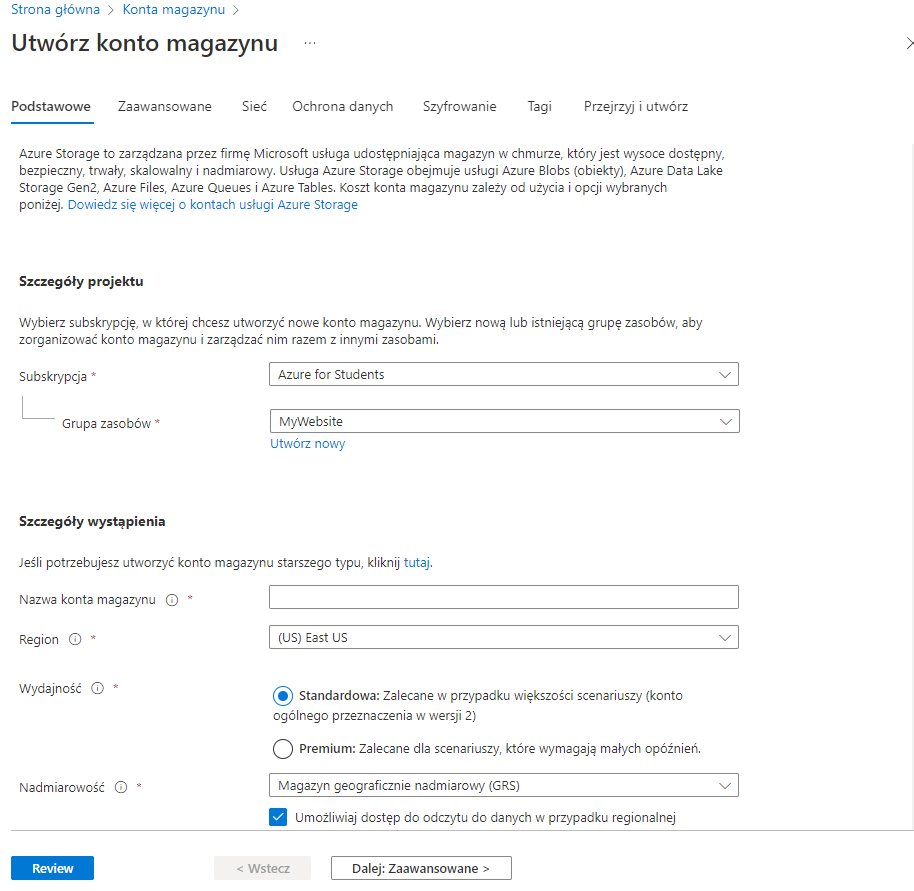 Strona główna > Konta magazynu >
Utwórz konto magazynu ...
Podstawowe Zaawansowane Sieć Ochrona danych Szyfrowanie Tagi Przejrzyj i utwórz
Azure Storage to zarządzana przez firmę Microsoft usługa udostępniająca magazyn w chmurze, który jest wysoce dostępny,
bezpieczny, trwały, skalowalny i nadmiarowy. Usługa Azure Storage obejmuje usługi Azure Blobs (obiekty), Azure Data Lake
Storage Gen2, Azure Files, Azure Queues i Azure Tables. Koszt konta magazynu zależy od użycia i opcji wybranych
poniżej. Dowiedz się więcej o kontach usługi Azure Storage
Szczegóły projektu
Wybierz subskrypcję, w której chcesz utworzyć nowe konto magazynu. Wybierz nową lub istniejącą grupę zasobów, aby
zorganizować konto magazynu i zarządzać nim razem z innymi zasobami.
Subskrypcja * Azure for Students
Grupa zasobów * MyWebsite
Utwórz nowy
Szczegóły wystąpienia
Jeśli potrzebujesz utworzyć konto magazynu starszego typu, kliknij tutaj.
Nazwa konta magazynu *
Region * (US) East US
Wydajność *
Standardowa: Zalecane w przypadku większości scenariuszy (konto
ogólnego przeznaczenia w wersji 2)
Premium: Zalecane dla scenariuszy, które wymagają małych opóźnień.
Nadmiarowość * Magazyn geograficznie nadmiarowy (GRS)
Umożliwiaj dostęp do odczytu do danych w przypadku regionalnej
Review < Wstecz Dalej: Zaawansowane >